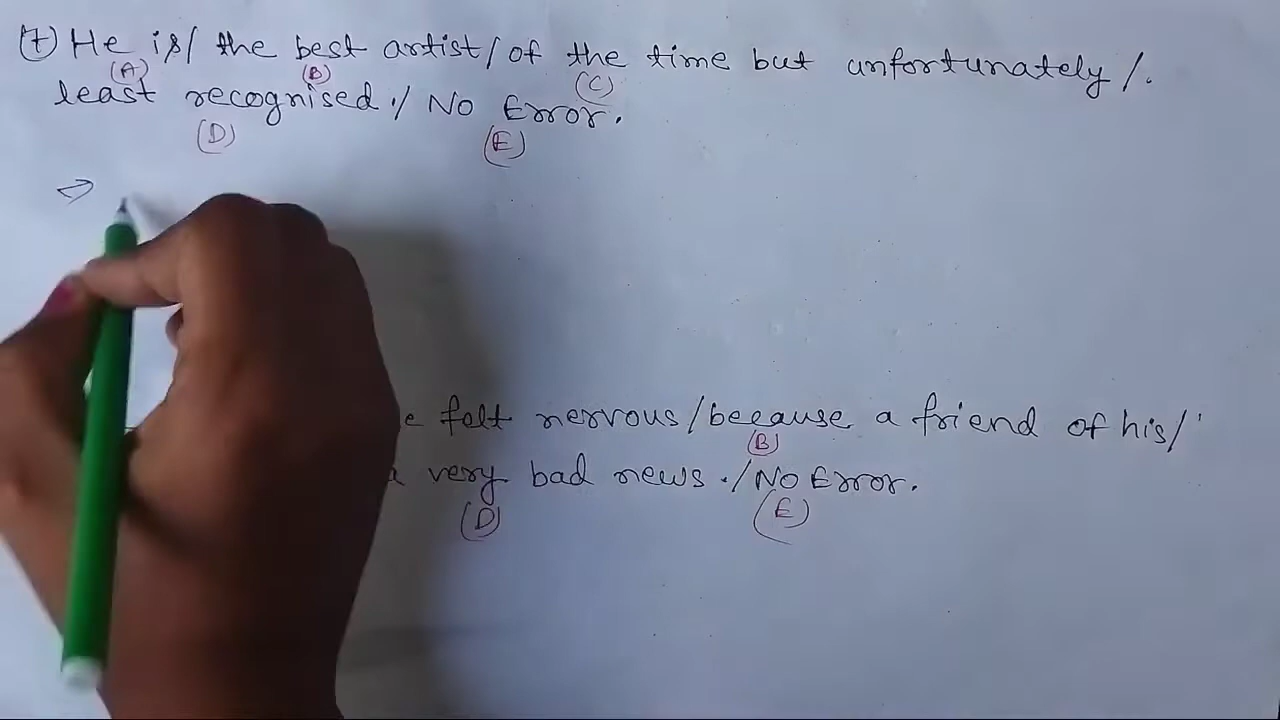 (7) He is/ the best artist/ of the time but unfortunately/.
(A) (B) (C)
least recognised./ No Error.
(D) (E)
⇒
felt nervous/because a friend of his/
(B)
very bad news./No Error.
(D) (E)